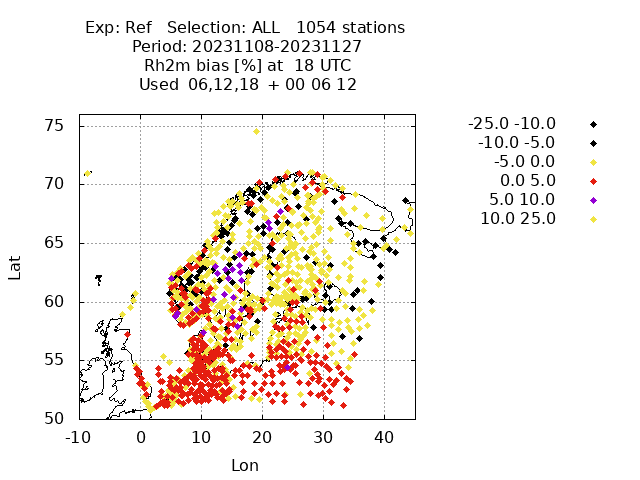 Exp: Ref   Selection: ALL   1054 stations
Period: 20231108-20231127
Rh2m bias [%] at  18 UTC
Used  06,12,18  + 00 06 12
-25.0 -10.0
-10.0 -5.0
-5.0 0.0
0.0 5.0
5.0 10.0
10.0 25.0
75
70
65
60
55
50
Lat
-10 0 10 20 30 40
Lon